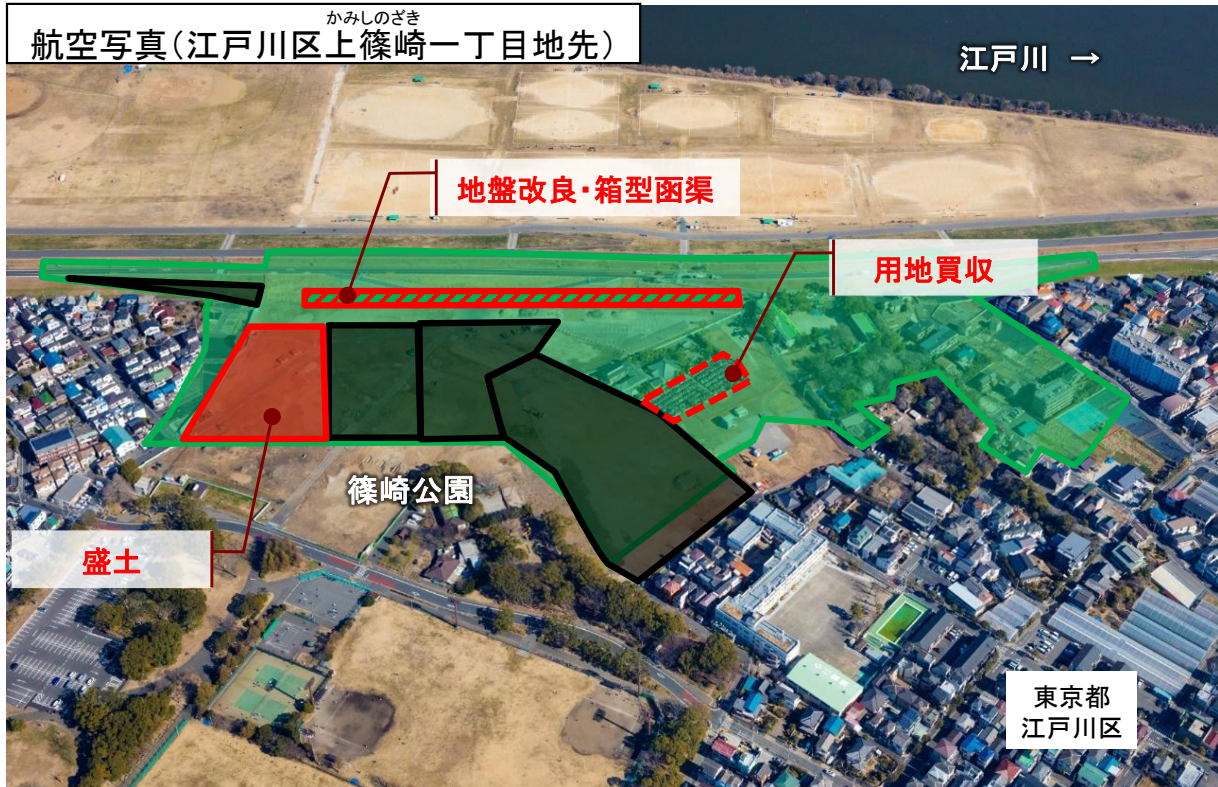 かみしのざき
航空写真(江戸川区上篠崎一丁目地先)
江戸川 →
地盤改良・箱型函渠
用地買収
篠崎公園
盛土
東京都
江戸川区